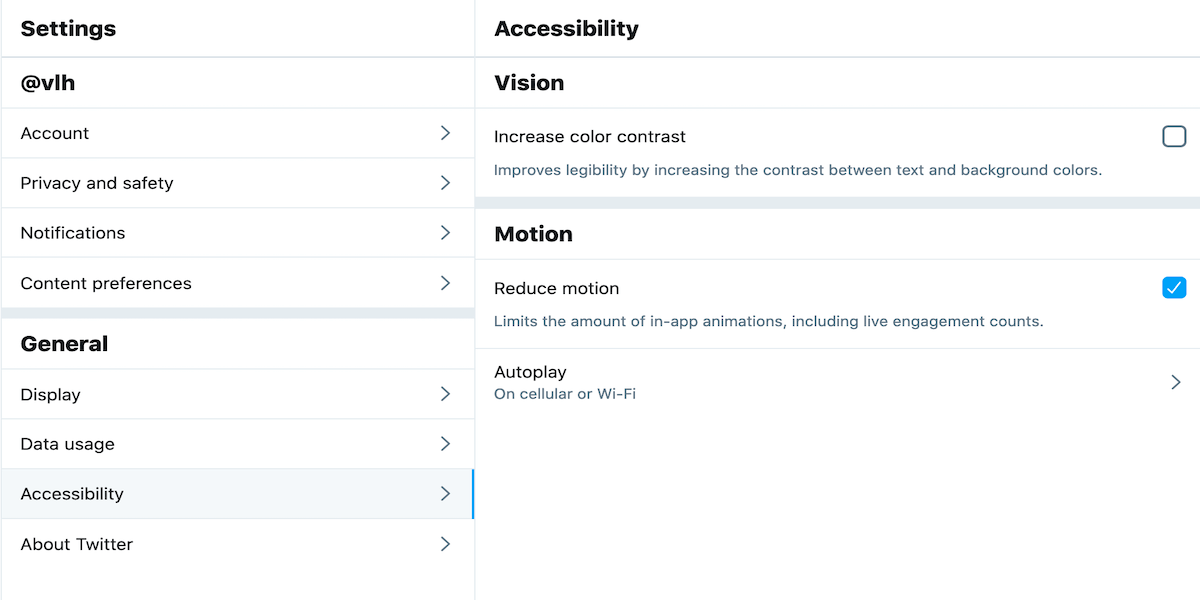 Settings
@vlh
Account
Privacy and safety
Notifications
Content preferences
General
Display
Data usage
Accessibility
About Twitter
Accessibility
Vision
Increase color contrast
Improves legibility by increasing the contrast between text and background colors.
Motion
Reduce motion
Limits the amount of in-app animations, including live engagement counts.
Autoplay
On cellular or Wi-Fi